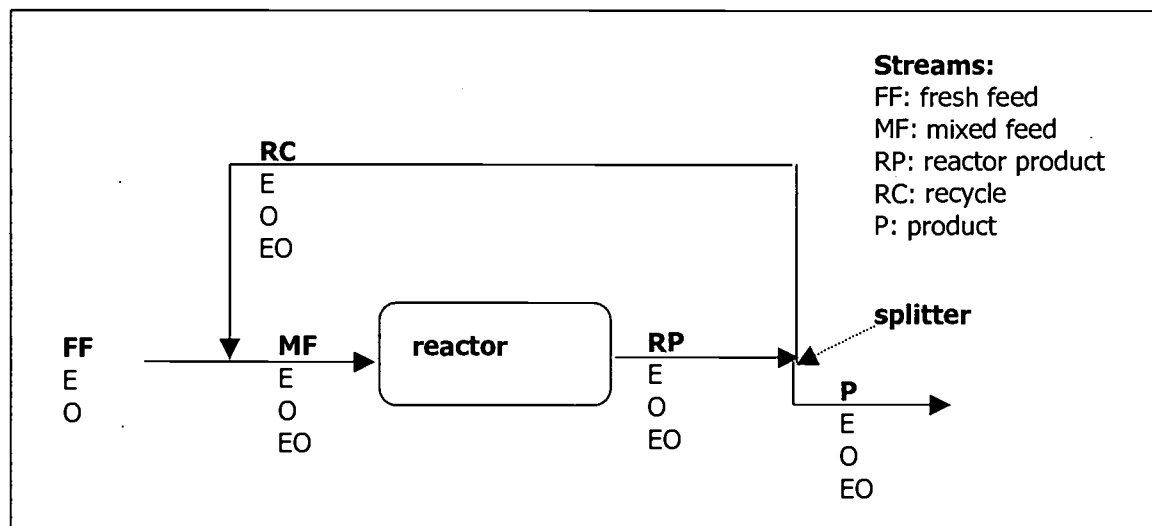 Streams:
FF: fresh feed
MF: mixed feed
RP: reactor product
RC: recycle
P: product
RC
E
O
EO
splitter
FF
E
O
MF
E
O
EO
reactor
RP
E
O
EO
P
E
O
EO